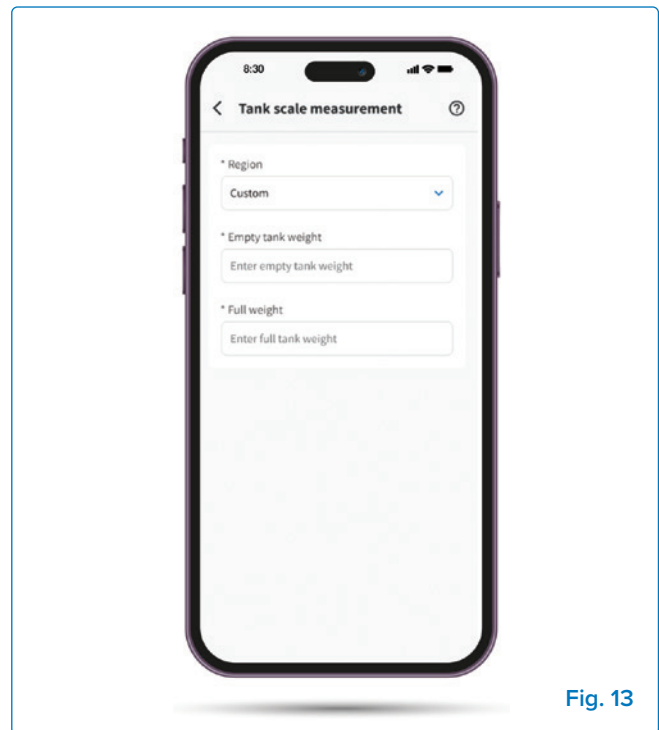 8:30
Tank scale measurement
* Region
Custom
* Empty tank weight
Enter empty tank weight
* Full weight
Enter full tank weight
Fig. 13